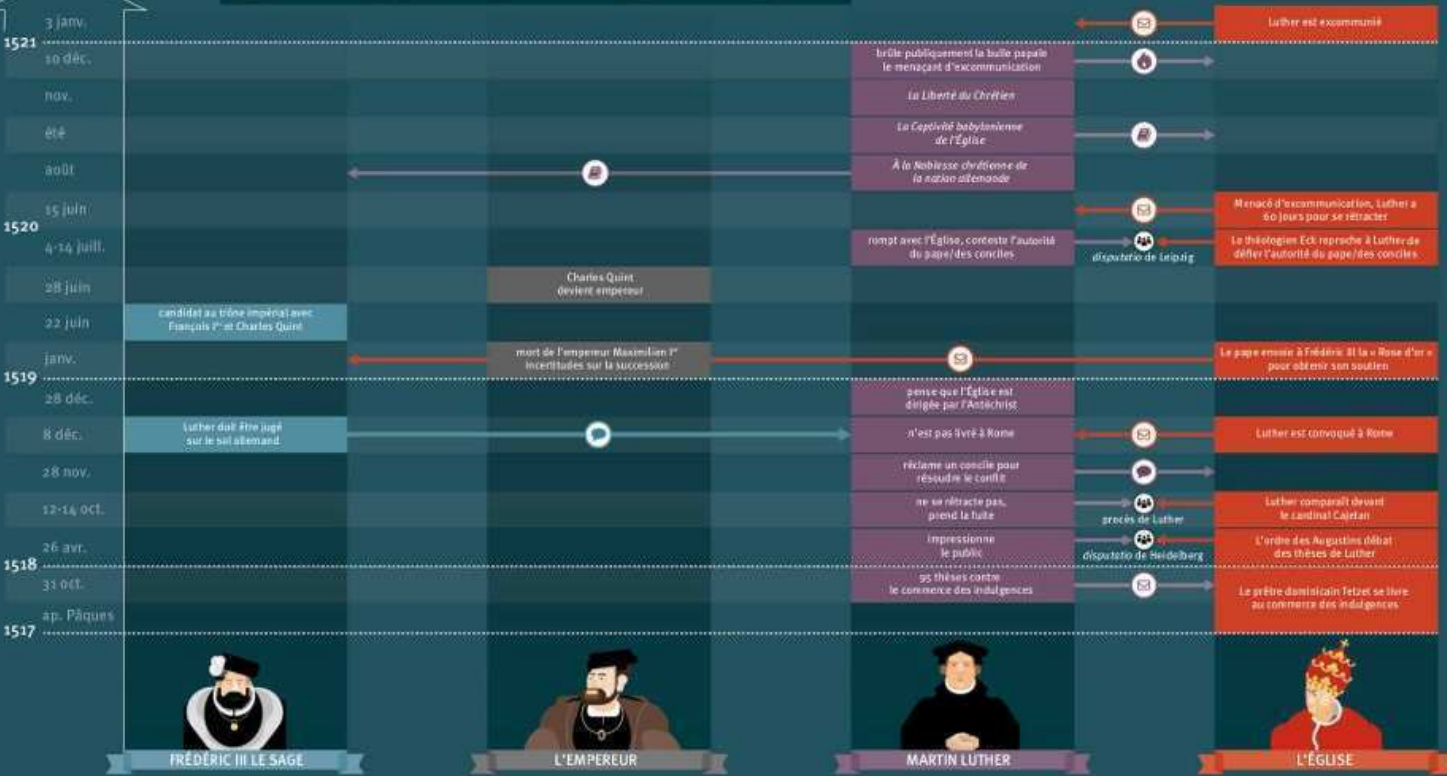 3 janv.
Luther est excommunié
1521
10 déc.
brûle publiquement la bulle papale
le menaçant d'excommunication
nov.
La Liberté du Chrétien
été
La Captivité babylonienne
de l'Église
août
À la Noblesse chrétienne de
la nation allemande
15 juin
Menacé d'excommunication, Luther a
60 jours pour se rétracter
1520
4-14 juill.
rompt avec l'Église, conteste l'autorité
du pape/des conciles
disputatio de Leipzig
Le théologien Eck reproche à Luther de
défier l'autorité du pape/des conciles
28 juin
Charles Quint
devient empereur
22 juin
candidat au trône impérial avec
François Iᵉʳ et Charles Quint
janv.
mort de l'empereur Maximilien Iᵉʳ
incertitudes sur la succession
Le pape envoie à Frédéric III la « Rose d'or »
pour obtenir son soutien
1519
28 déc.
pense que l'Église est
dirigée par l'Antéchrist
8 déc.
Luther doit être jugé
sur le sol allemand
n'est pas livré à Rome
Luther est convoqué à Rome
28 nov.
réclame un concile pour
résoudre le conflit
12-14 oct.
ne se rétracte pas,
prend la fuite
procès de Luther
Luther comparaît devant
le cardinal Cajetan
26 avr.
impressionne
le public
disputatio de Heidelberg
L'ordre des Augustins débat
des thèses de Luther
1518
31 oct.
95 thèses contre
le commerce des indulgences
Le prêtre dominicain Tetzel se livre
au commerce des indulgences
ap. Pâques
1517
FRÉDÉRIC III LE SAGE
L'EMPEREUR
MARTIN LUTHER
L'ÉGLISE